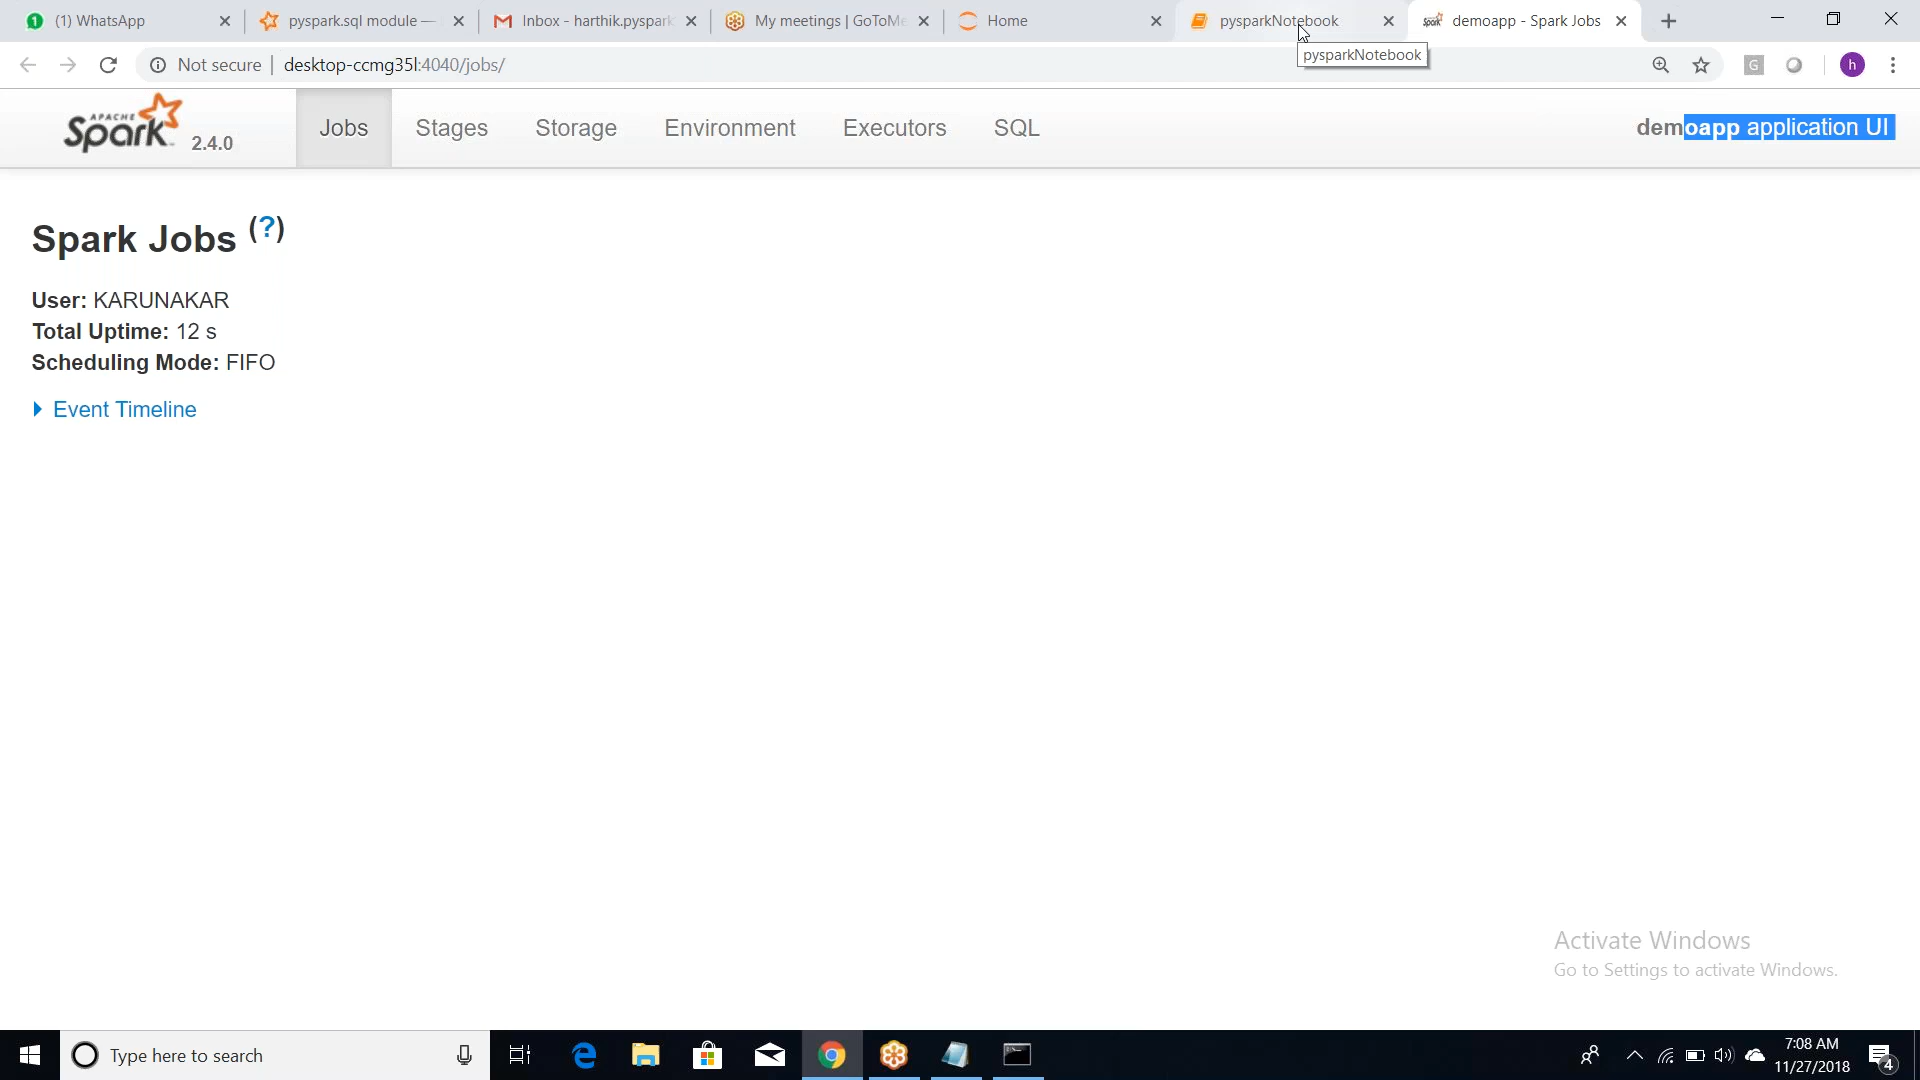 (1) WhatsApp
pyspark.sql module —
Inbox - harthik.pyspark
My meetings | GoToMe
Home
pysparkNotebook
demoapp - Spark Jobs
Not secure | desktop-ccmg35l:4040/jobs/
pysparkNotebook
G
h
APACHE
Spark 2.4.0
Jobs
Stages
Storage
Environment
Executors
SQL
demoapp application UI
Spark Jobs (?)
User: KARUNAKAR
Total Uptime: 12 s
Scheduling Mode: FIFO
Event Timeline
Activate Windows
Go to Settings to activate Windows.
Type here to search
7:08 AM
11/27/2018
4